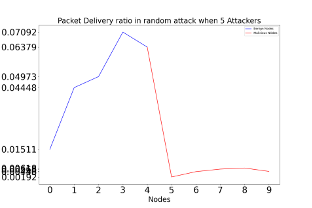 Packet Delivery ratio in random attack when 5 Attackers
0.07092
0.06379
0.04973
0.04448
0.01511
0.00192
0 1 2 3 4 5 6 7 8 9
Nodes